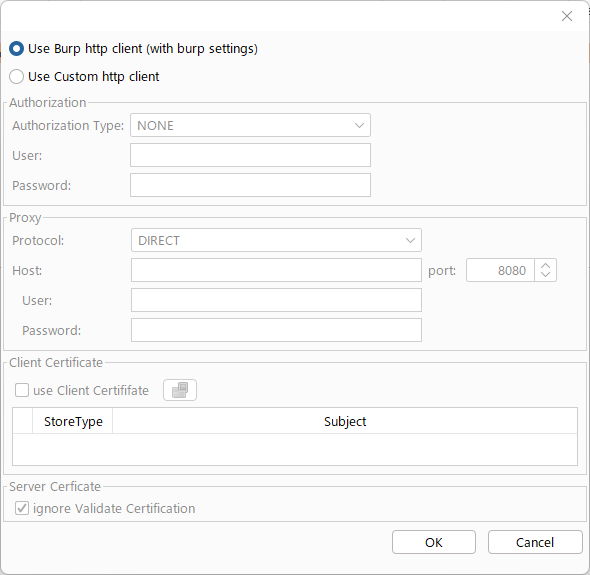 Use Burp http client (with burp settings)
Use Custom http client
Authorization
Authorization Type: NONE
User:
Password:
Proxy
Protocol: DIRECT
Host: port: 8080
User:
Password:
Client Certificate
use Client Certififate
StoreType Subject
Server Cerficate
ignore Validate Certification
OK Cancel